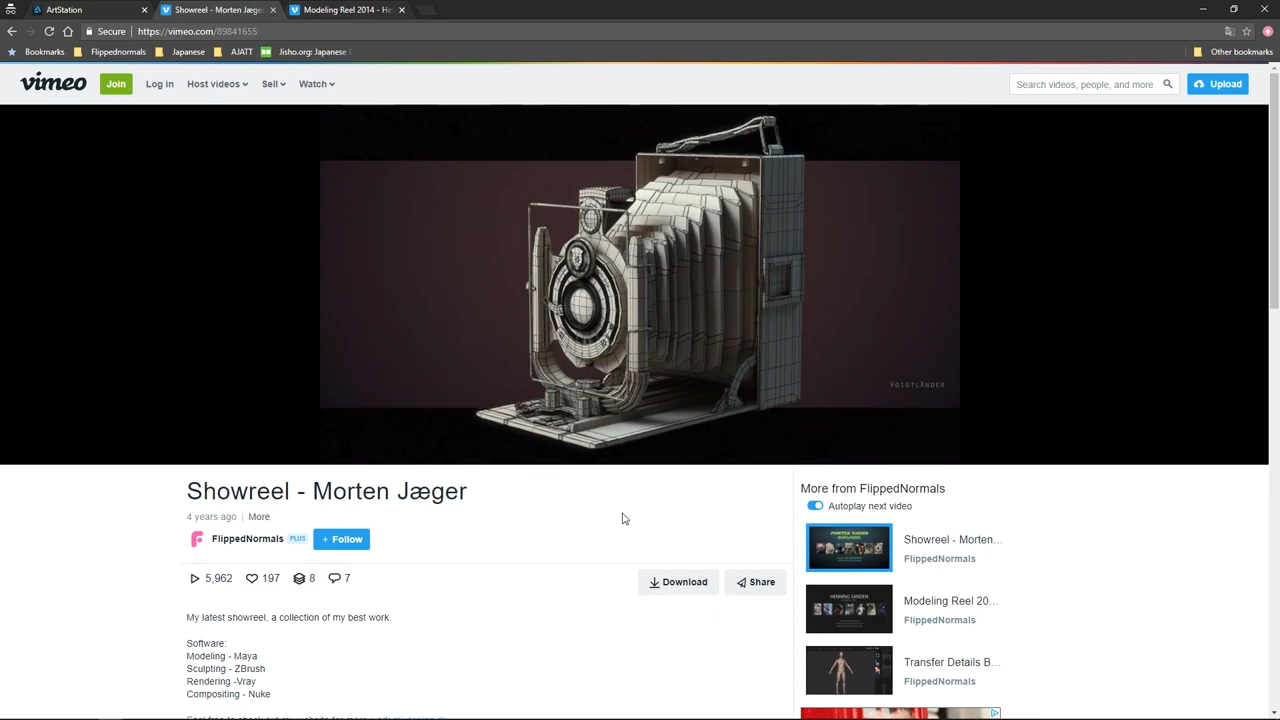 ArtStation
Showreel - Morten Jæger
Modeling Reel 2014 - He
Secure
https://vimeo.com/89841655
Bookmarks
Flippednormals
Japanese
AJATT
Jisho.org: Japanese
Other bookmarks
vimeo
Join
Log in
Host videos
Sell
Watch
Search videos, people, and more
Upload
VOIGTLÄNDER
Showreel - Morten Jæger
4 years ago | More
FlippedNormals PLUS
+ Follow
5,962
197
8
7
Download
Share
My latest showreel, a collection of my best work.
Software:
Modeling - Maya
Sculpting - ZBrush
Rendering -Vray
Compositing - Nuke
More from FlippedNormals
Autoplay next video
Showreel - Morten...
FlippedNormals
Modeling Reel 20...
FlippedNormals
Transfer Details B...
FlippedNormals